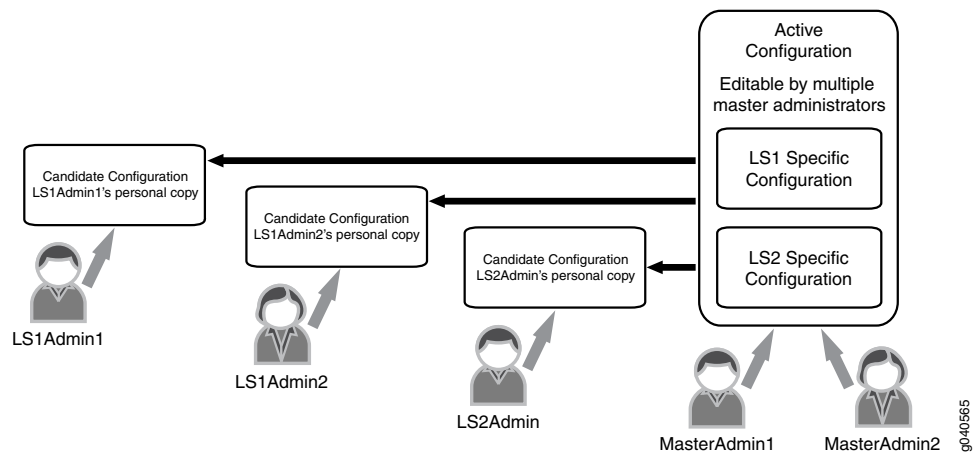 Active
Configuration
Editable by multiple
master administrators
LS1 Specific
Configuration
LS2 Specific
Configuration
Candidate Configuration
LS1Admin1's personal copy
Candidate Configuration
LS1Admin2's personal copy
Candidate Configuration
LS2Admin's personal copy
LS1Admin1
LS1Admin2
LS2Admin
MasterAdmin1
MasterAdmin2
g040565